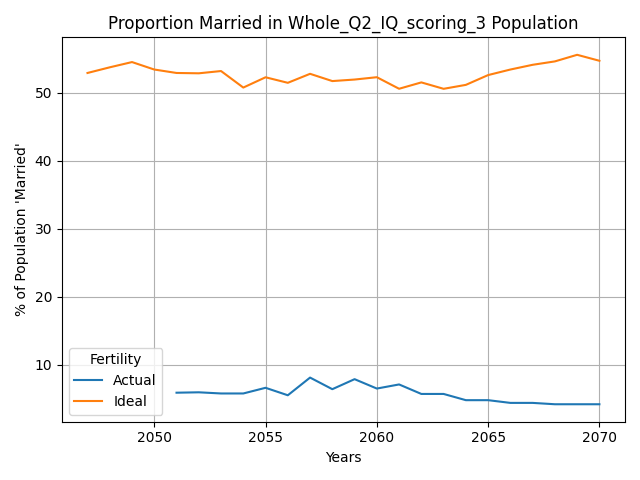 Proportion Married in Whole_Q2_IQ_scoring_3 Population
% of Population 'Married'
50
40
30
20
10
Fertility
Actual
Ideal
2050
2055
2060
2065
2070
Years